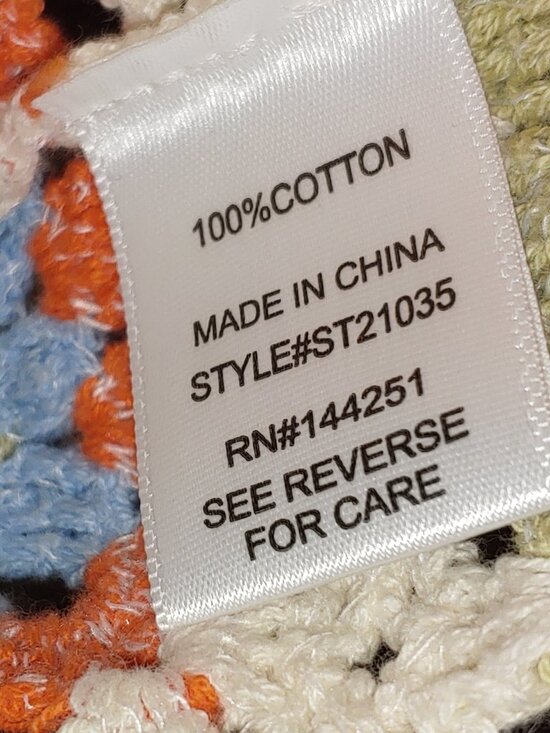 100%COTTON
MADE IN CHINA
STYLE#ST21035
RN#144251
SEE REVERSE
FOR CARE